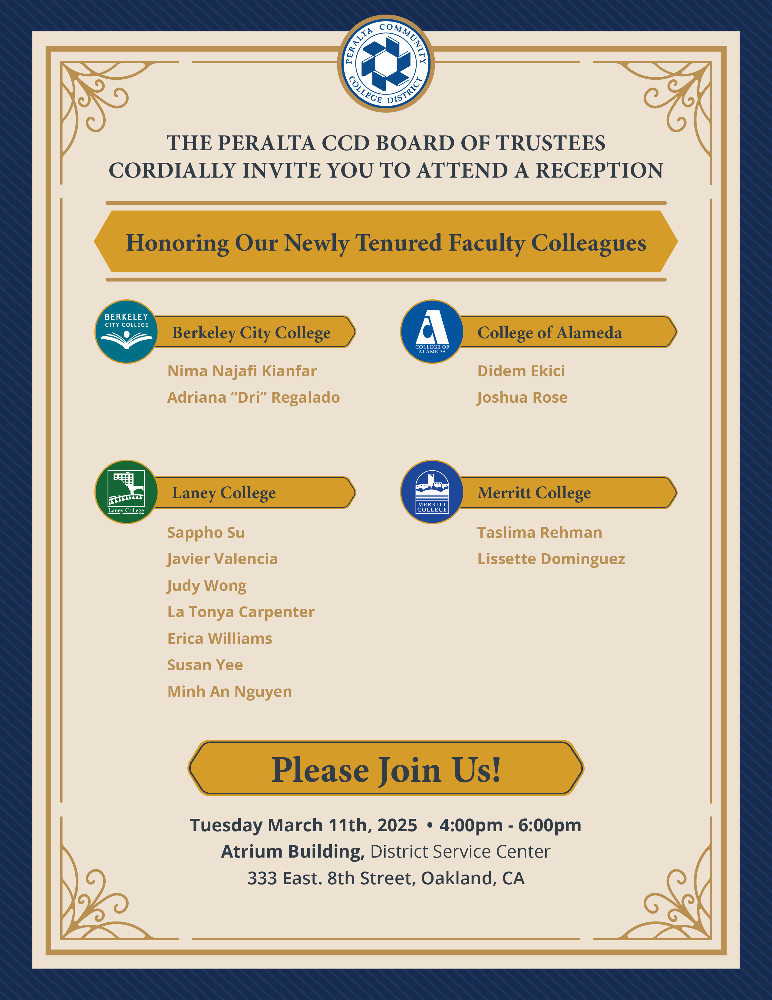 PERALTA COMMUNITY
COLLEGE DISTRICT
THE PERALTA CCD BOARD OF TRUSTEES
CORDIALLY INVITE YOU TO ATTEND A RECEPTION
Honoring Our Newly Tenured Faculty Colleagues
BERKELEY
CITY COLLEGE
Berkeley City College
Nima Najafi Kianfar
Adriana “Dri” Regalado
COLLEGE OF
ALAMEDA
College of Alameda
Didem Ekici
Joshua Rose
Laney College
Laney College
Sappho Su
Javier Valencia
Judy Wong
La Tonya Carpenter
Erica Williams
Susan Yee
Minh An Nguyen
MERRITT
COLLEGE
Merritt College
Taslima Rehman
Lissette Dominguez
Please Join Us!
Tuesday March 11th, 2025 • 4:00pm - 6:00pm
Atrium Building, District Service Center
333 East. 8th Street, Oakland, CA